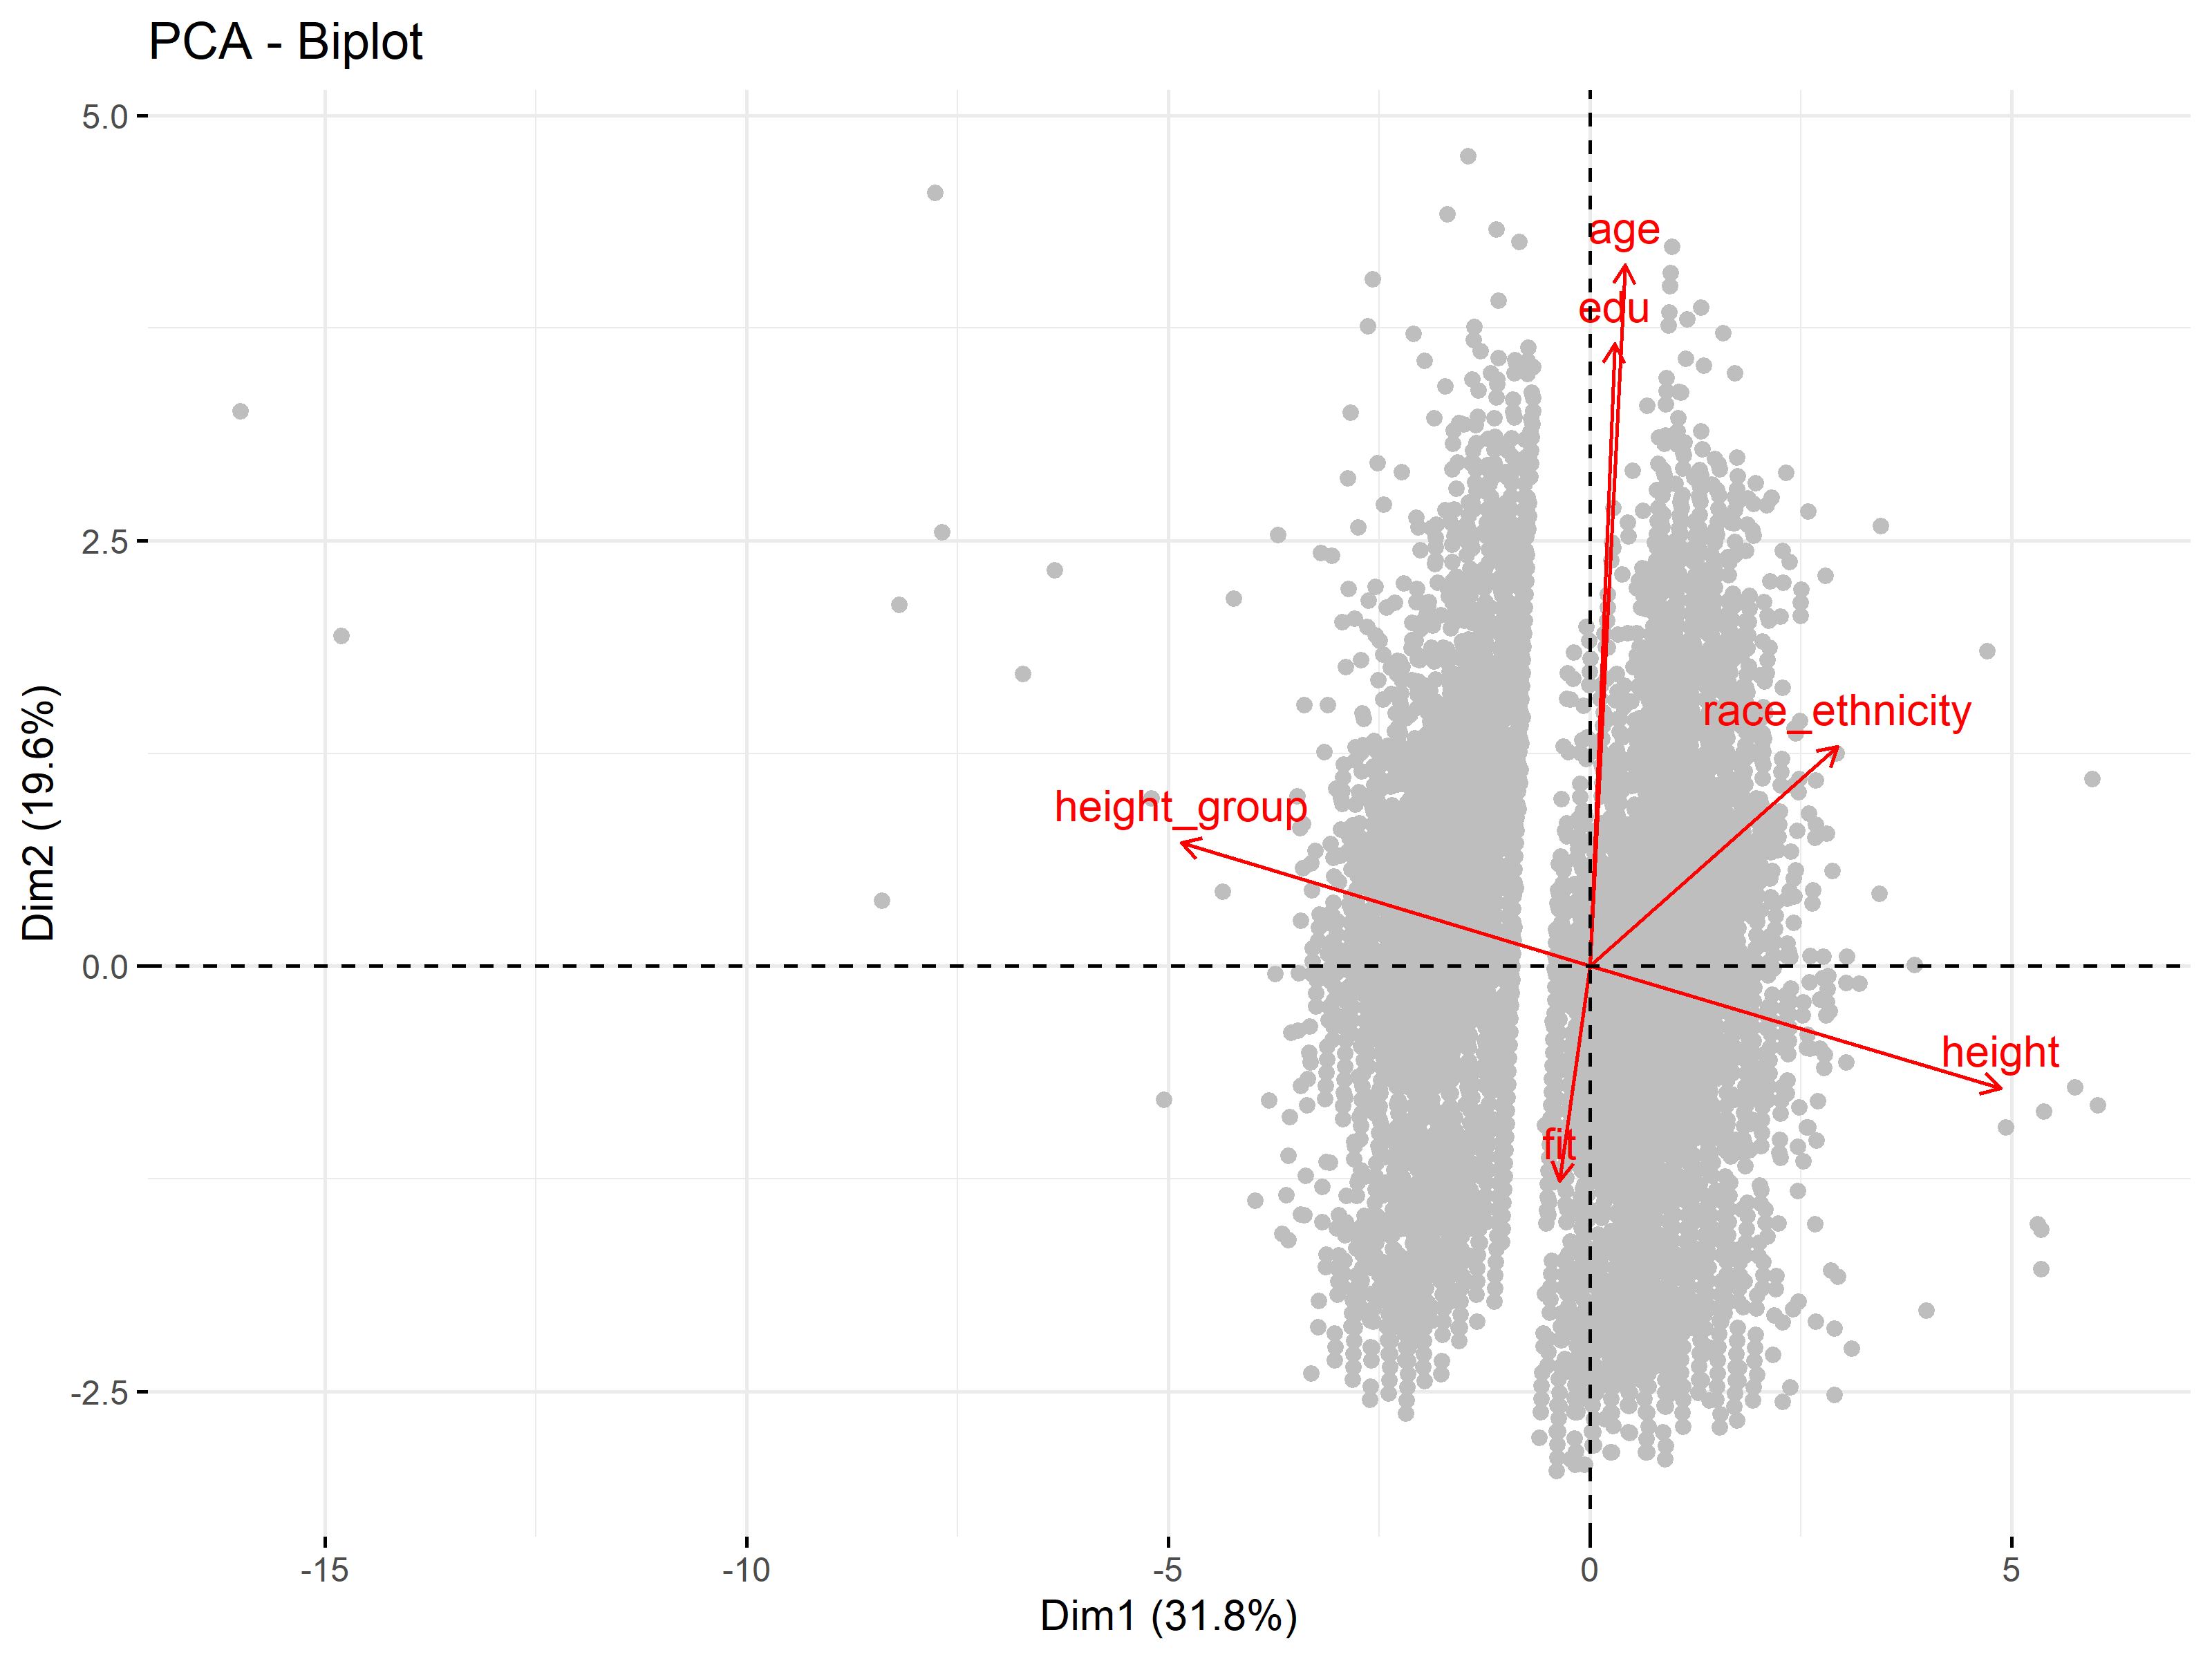 PCA - Biplot
5.0
2.5
0.0
-2.5
Dim2 (19.6%)
age
edu
race_ethnicity
height_group
height
fit
-15
-10
-5
0
5
Dim1 (31.8%)